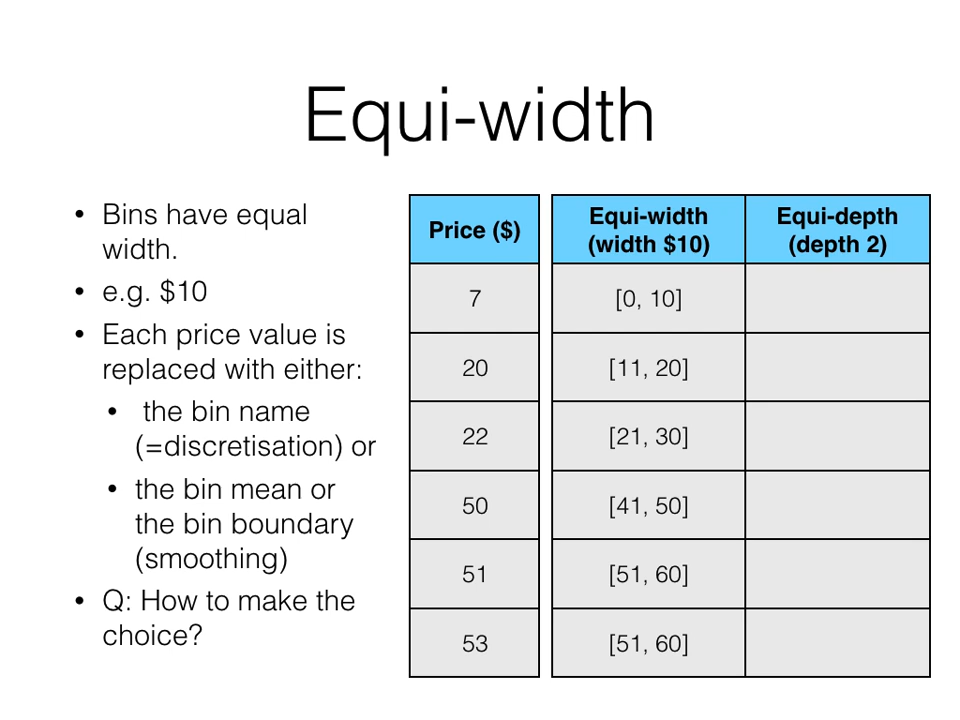 Equi-width
• Bins have equal
width.
• e.g. $10
• Each price value is
replaced with either:
• the bin name
(=discretisation) or
• the bin mean or
the bin boundary
(smoothing)
• Q: How to make the
choice?
Price ($) Equi-width (width $10) Equi-depth (depth 2)
7 [0, 10]
20 [11, 20]
22 [21, 30]
50 [41, 50]
51 [51, 60]
53 [51, 60]